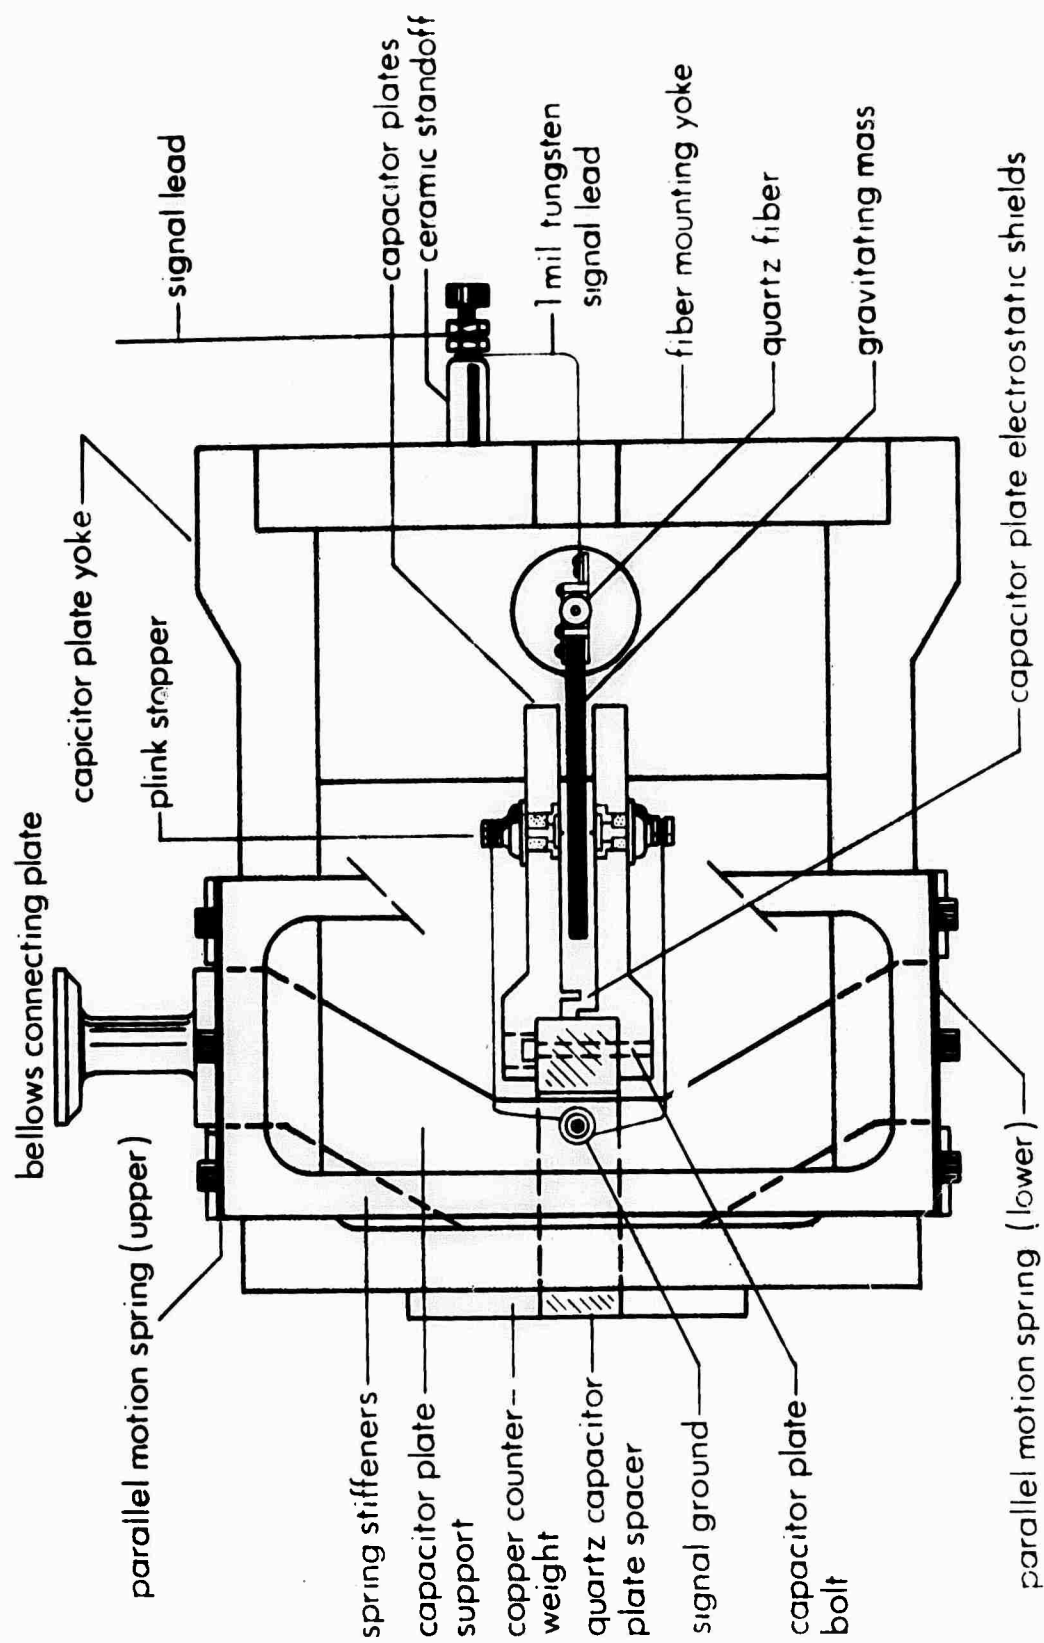 bellows connecting plate
capicitor plate yoke
plink stopper
signal lead
capacitor plates
ceramic standoff
1 mil tungsten
signal lead
fiber mounting yoke
quartz fiber
gravitating mass
capacitor plate electrostatic shields
parallel motion spring (upper)
spring stiffeners
capacitor plate
support
copper counter
weight
quartz capacitor
plate spacer
signal ground
capacitor plate
bolt
parallel motion spring (lower)